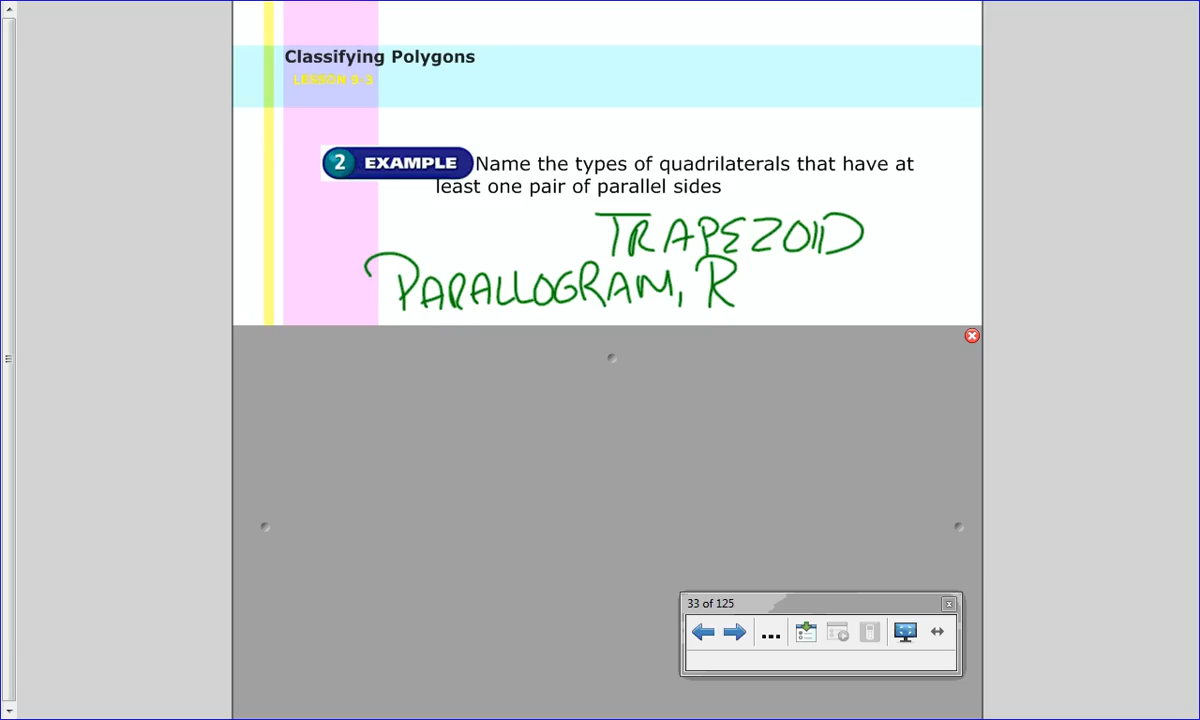 Classifying Polygons
LESSON 9-3
2 EXAMPLE Name the types of quadrilaterals that have at
least one pair of parallel sides
TRAPEZOID
PARALLOGRAM, R
33 of 125